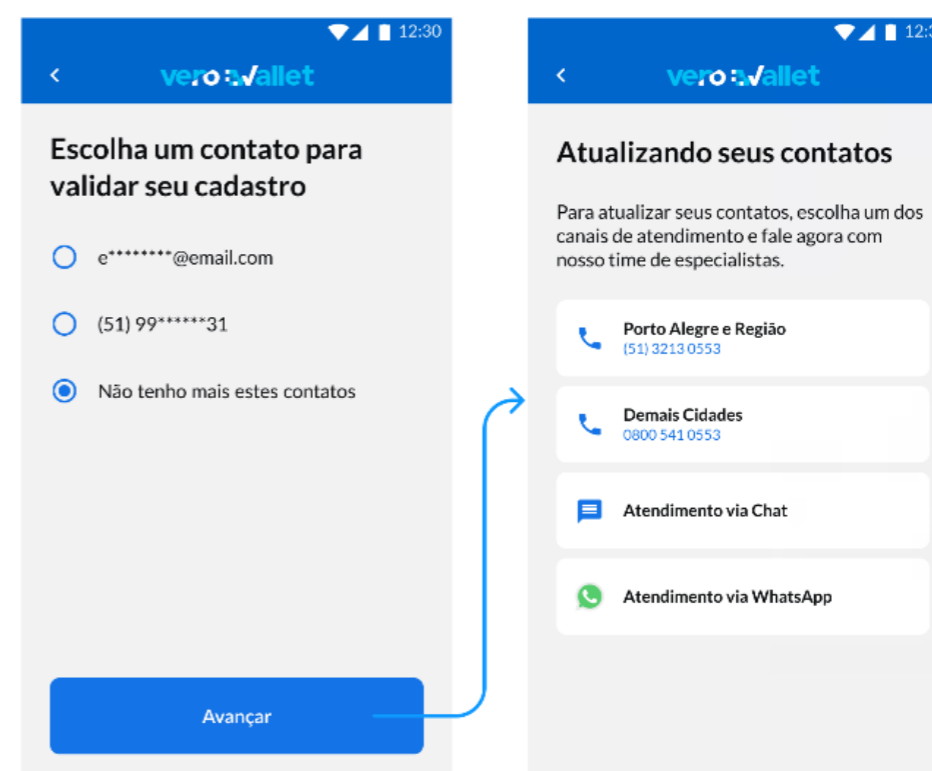 12:30
vero wallet
Escolha um contato para
validar seu cadastro
e********@email.com
(51) 99******31
Não tenho mais estes contatos
Avançar
vero wallet
Atualizando seus contatos
Para atualizar seus contatos, escolha um dos
canais de atendimento e fale agora com
nosso time de especialistas.
Porto Alegre e Região
(51) 3213 0553
Demais Cidades
0800 541 0553
Atendimento via Chat
Atendimento via WhatsApp